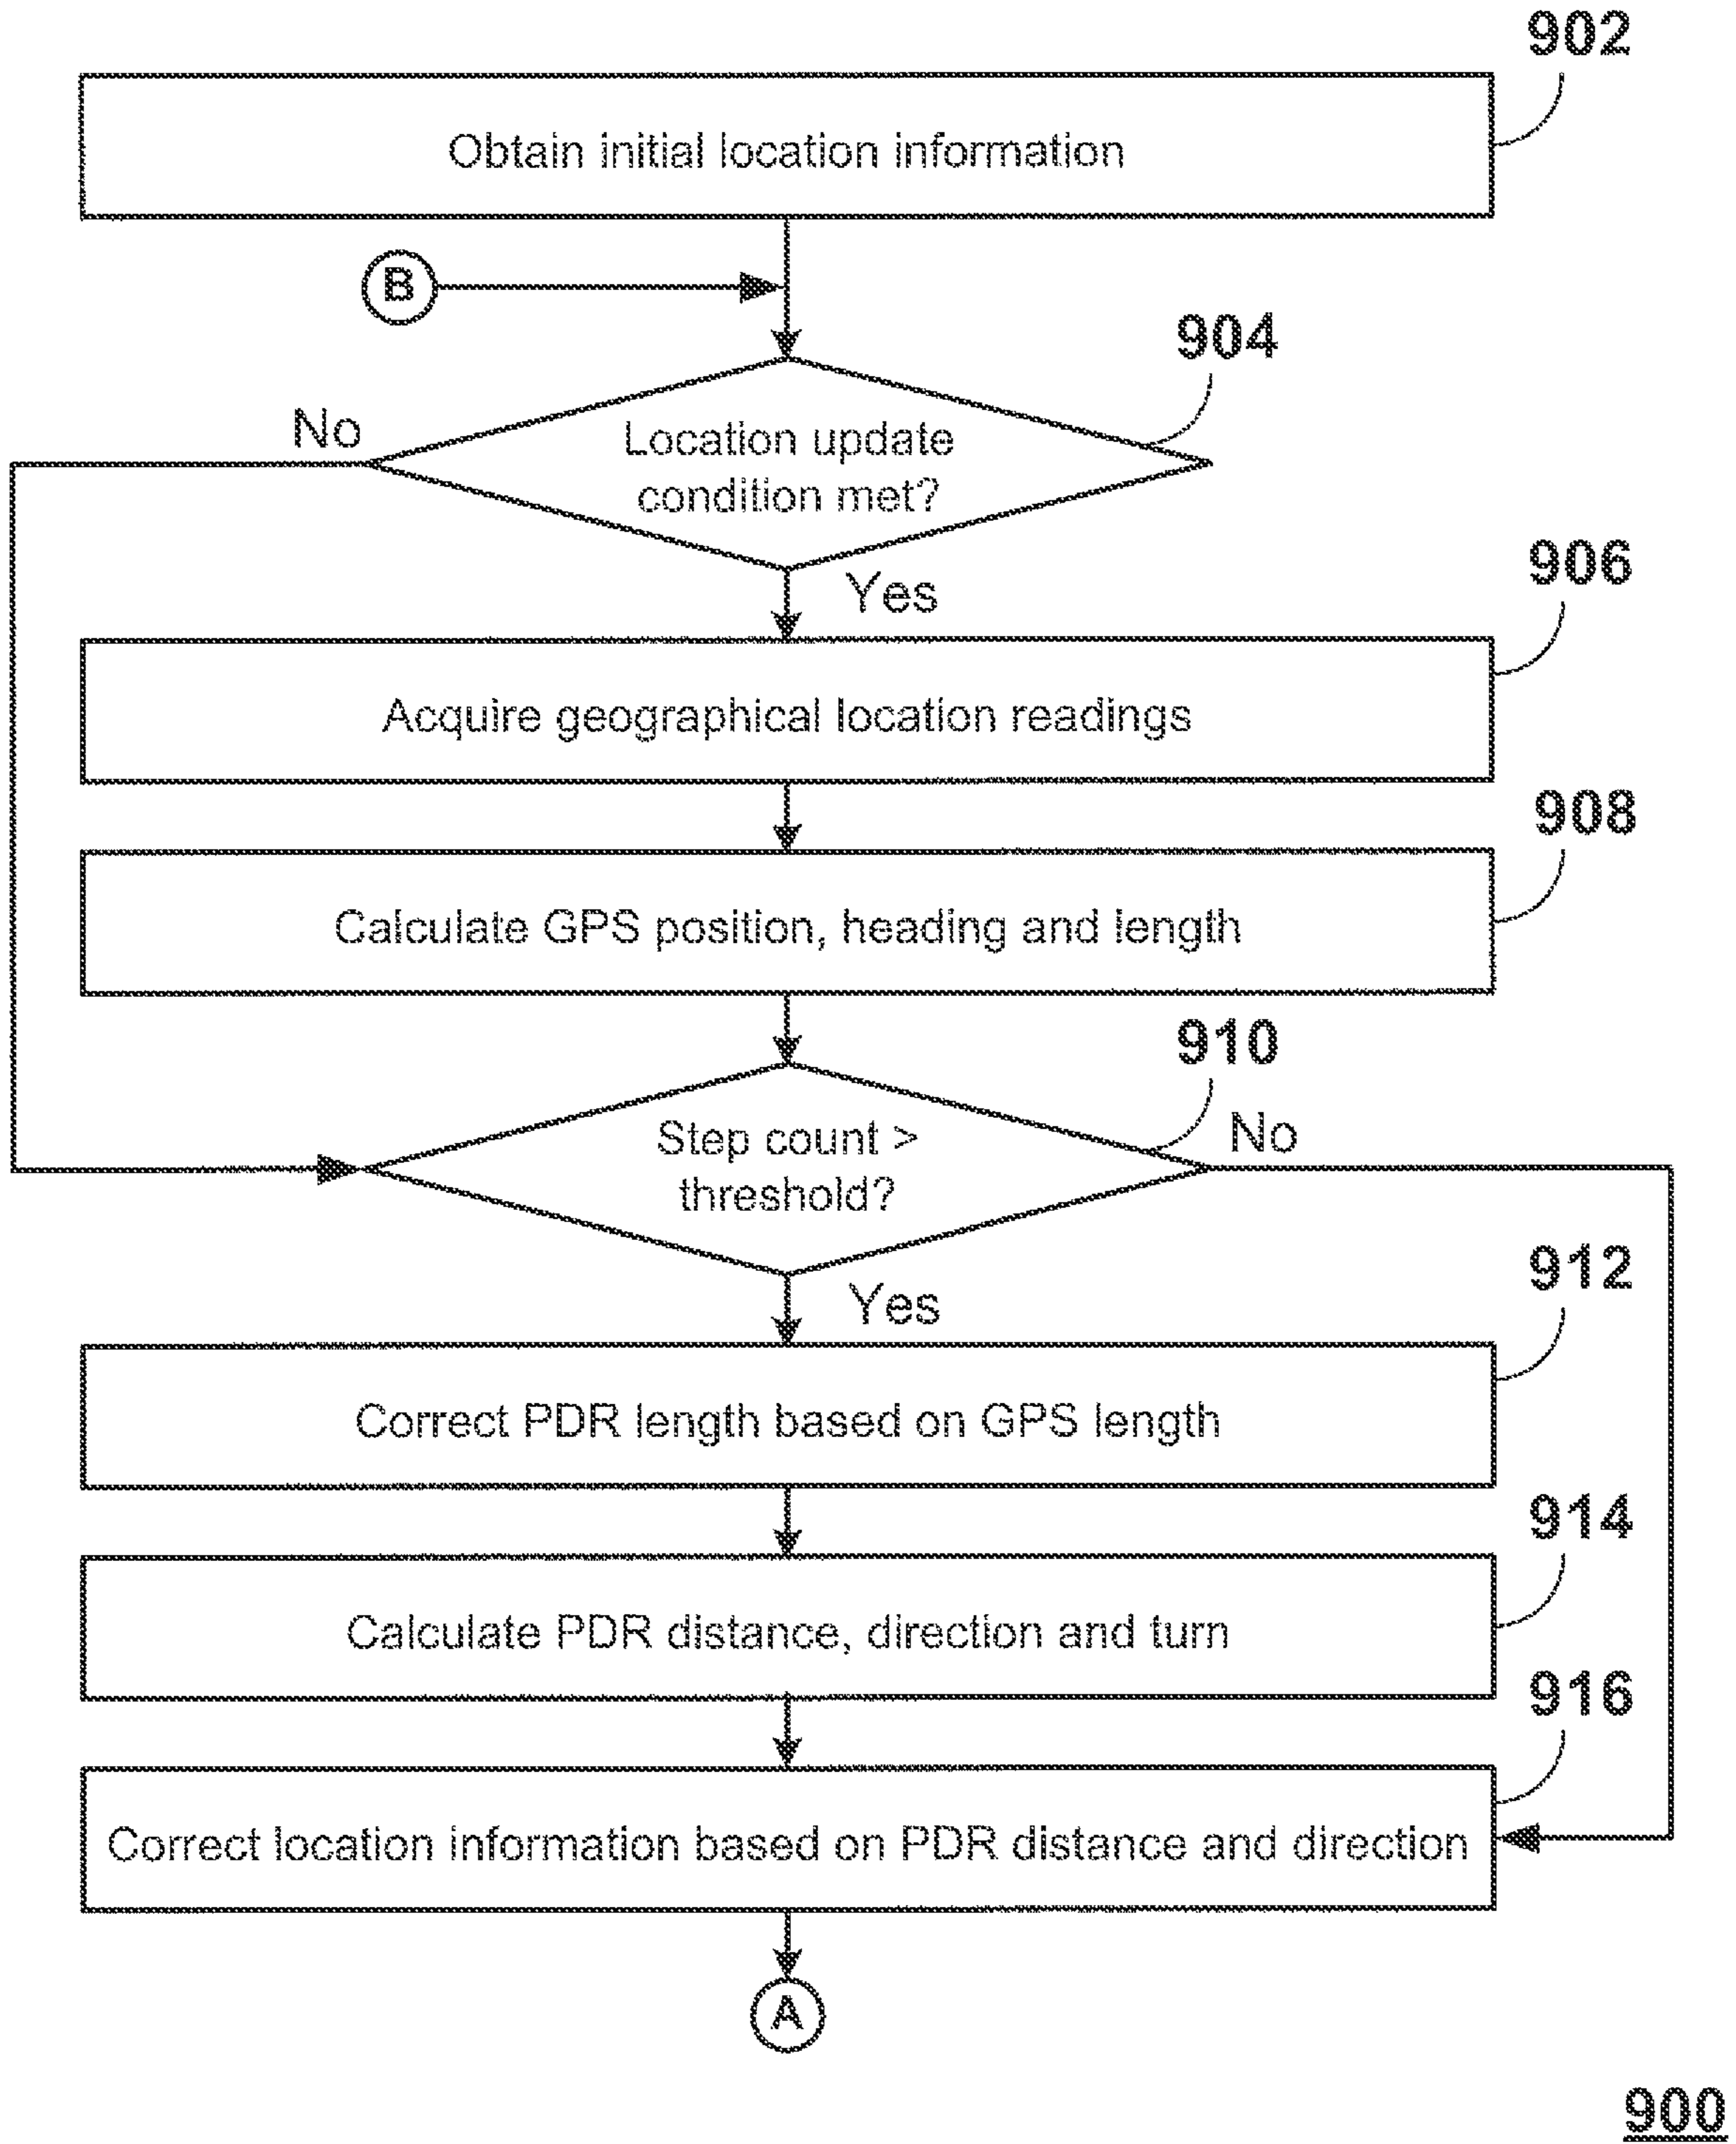 902
Obtain initial location information
B
904
No
Location update
condition met?
Yes
906
Acquire geographical location readings
908
Calculate GPS position, heading and length
910
No
Step count >
threshold?
Yes
912
Correct PDR length based on GPS length
914
Calculate PDR distance, direction and turn
916
Correct location information based on PDR distance and direction
A
900